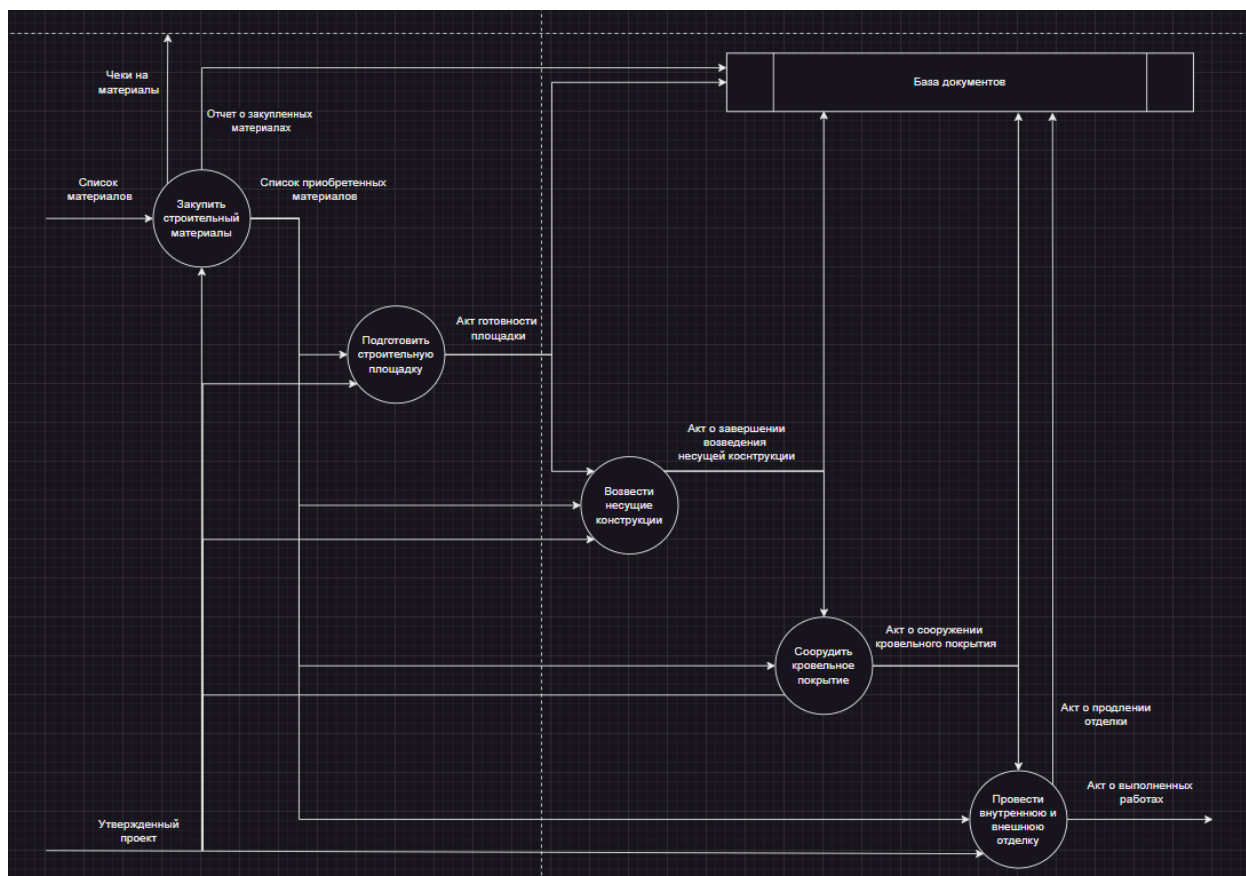 Чеки на
материалы
База документов
Отчет о закупленных
материалах
Список
материалов
Закупить
строительный
материалы
Список приобретенных
материалов
Подготовить
строительную
площадку
Акт готовности
площадки
Акт о завершении
возведения
несущей коснтрукции
Возвести
несущие
конструкции
Соорудить
кровельное
покрытие
Акт о сооружении
кровельного покрытия
Акт о продлении
отделки
Утвержденный
проект
Провести
внутреннюю и
внешнюю
отделку
Акт о выполненных
работах